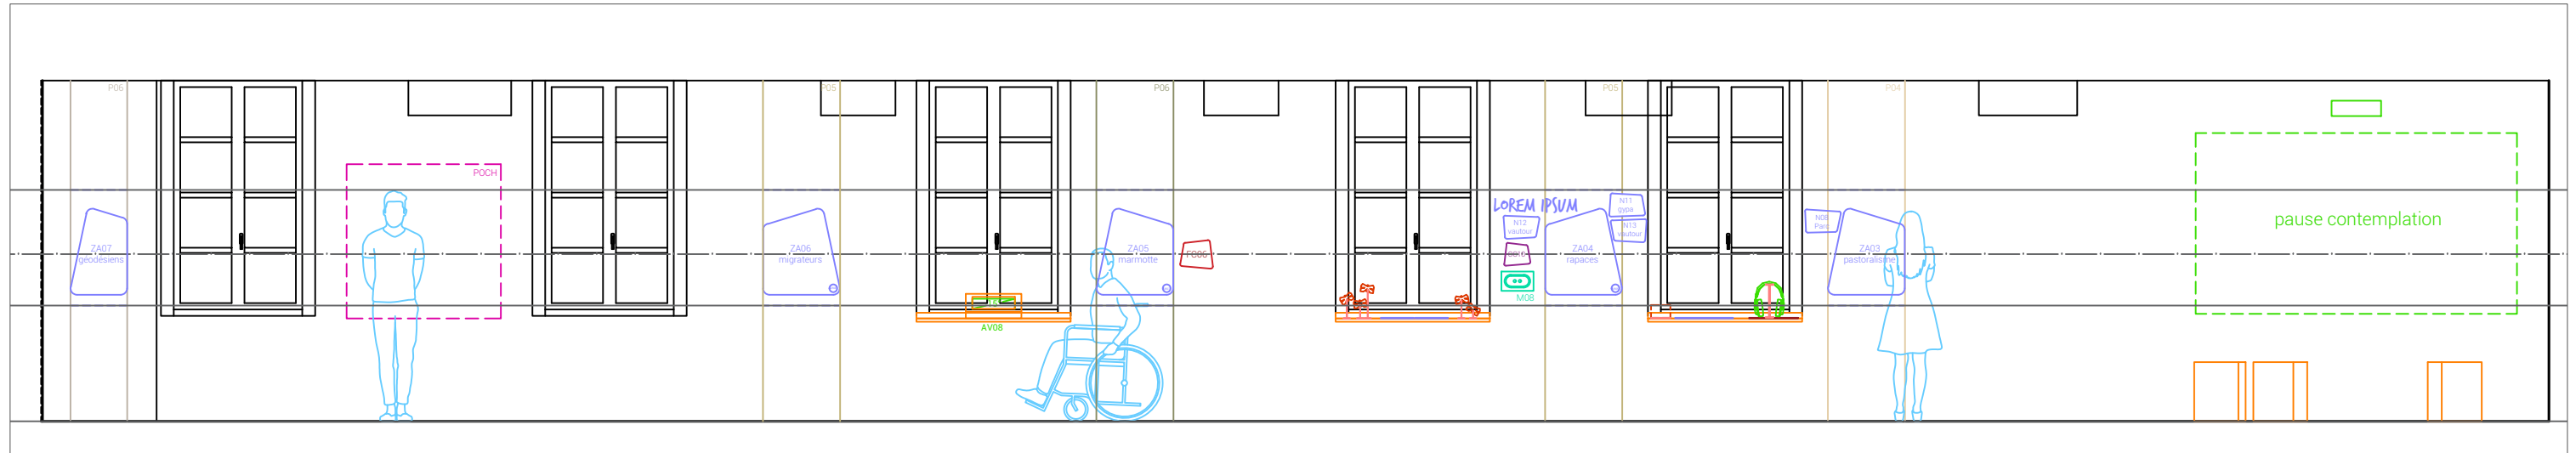 P06
P05
P06
P05
P04
POCH
ZA07
géodésiens
ZA06
migrateurs
AV08
ZA05
marmotte
LOREM IPSUM
N12
vautour
M08
N11
gypa
N13
vautour
ZA04
rapaces
Parc
ZA03
pastoralisme
pause contemplation